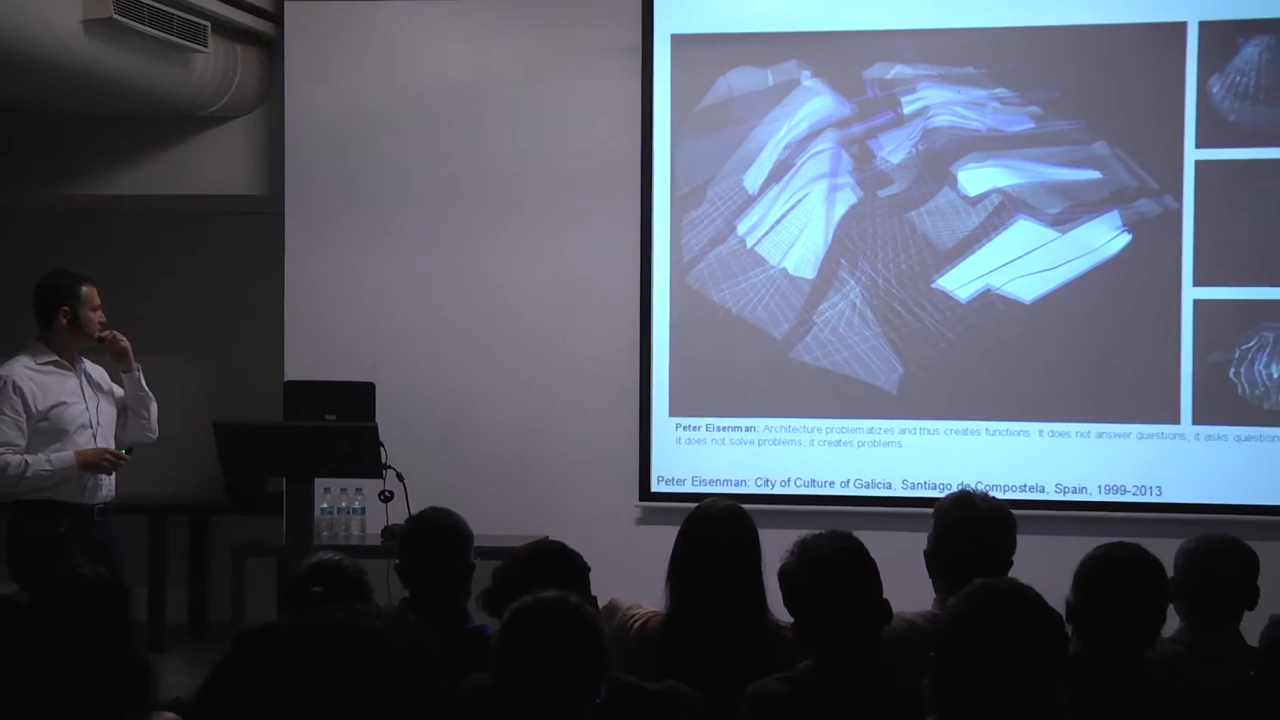 Peter Eisenman: Architecture problematizes and thus creates functions. It does not answer questions, it asks question
It does not solve problems, it creates problems
Peter Eisenman: City of Culture of Galicia, Santiago de Compostela, Spain, 1999-2013